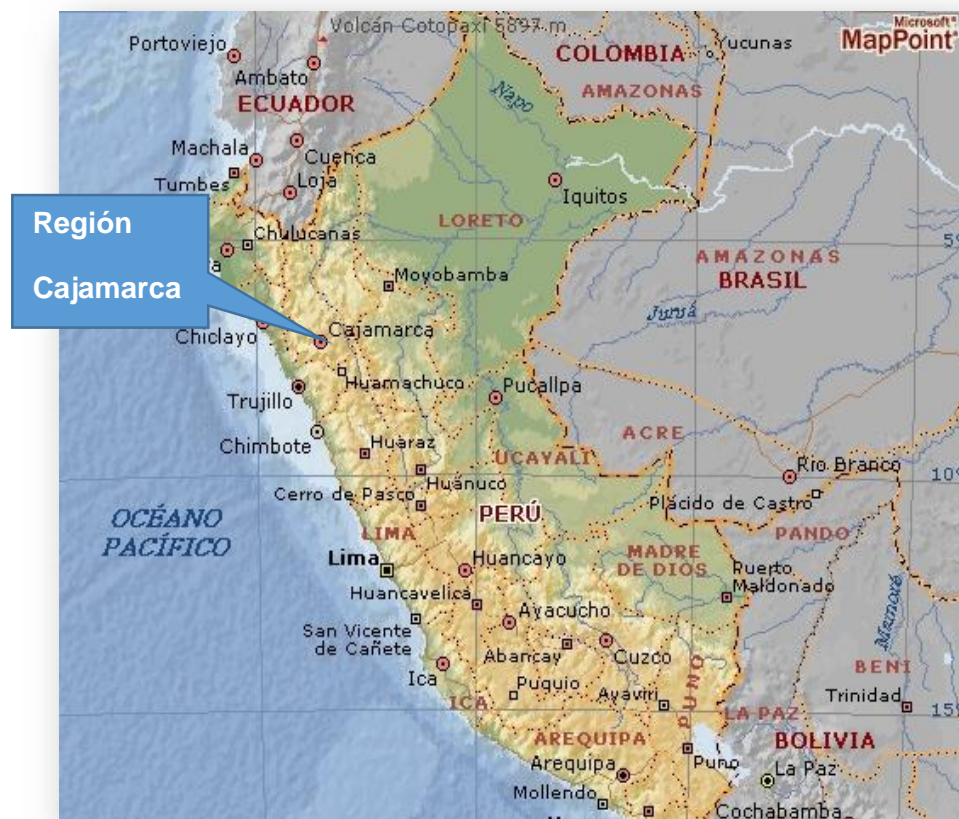 Volcán Cotopaxi 5897 m
Microsoft®
MapPoint®
Portoviejo
COLOMBIA
Yucunas
Ambato
AMAZONAS
Napo
ECUADOR
Machala
Cuenca
Tumbes
Loja
Iquitos
Región
Cajamarca
LORETO
Chulucanas
5°
AMAZONAS
BRASIL
Moyobamba
Juruá
Chiclayo
Cajamarca
Huamachuco
Pucallpa
Trujillo
Chimbote
Huaraz
ACRE
UCAYALI
Rio Branco
Huánuco
10°
Cerro de Pasco
Plácido de Castro
PERÚ
OCÉANO
PACÍFICO
LIMA
PANDO
Lima
Huancayo
MADRE
DE DIOS
Puerto
Maldonado
Huancavelica
Ayacucho
Mamoré
San Vicente
de Cañete
Abancay
Cuzco
Ica
Puquio
Ayaviri
PUNO
BENI
Trinidad
ICA
LA PAZ
15°
AREQUIPA
BOLIVIA
Arequipa
Puno
La Paz
Mollendo
Cochabamba